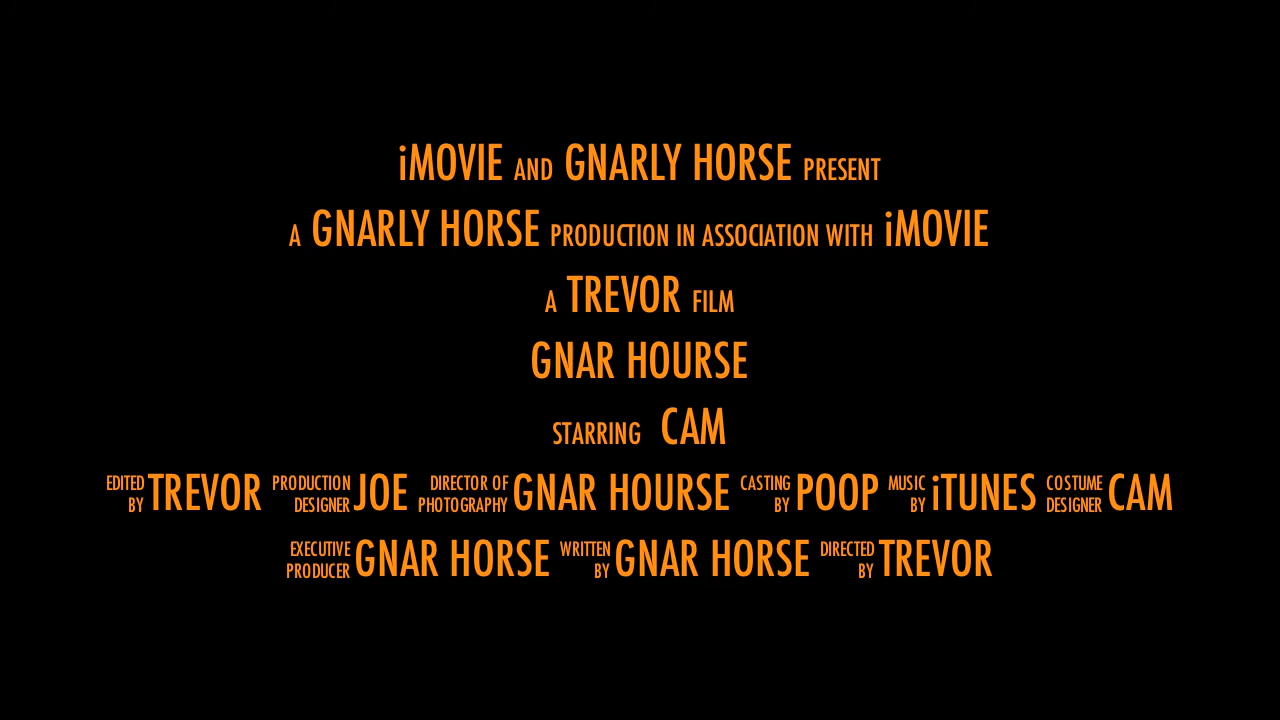 iMOVIE AND GNARLY HORSE PRESENT
A GNARLY HORSE PRODUCTION IN ASSOCIATION WITH iMOVIE
A TREVOR FILM
GNAR HOURSE
STARRING CAM
EDITED BY TREVOR PRODUCTION DESIGNER JOE DIRECTOR OF PHOTOGRAPHY GNAR HOURSE CASTING BY POOP MUSIC BY iTUNES COSTUME DESIGNER CAM
EXECUTIVE PRODUCER GNAR HORSE WRITTEN BY GNAR HORSE DIRECTED BY TREVOR